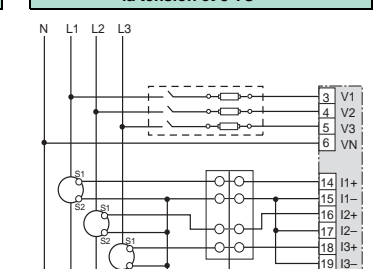 la tension et 3 TC
N L1 L2 L3
3 V1
4 V2
5 V3
6 VN
S1
14 I1+
S2
15 I1–
S1
16 I2+
S2
17 I2–
S1
18 I3+
19 I3–